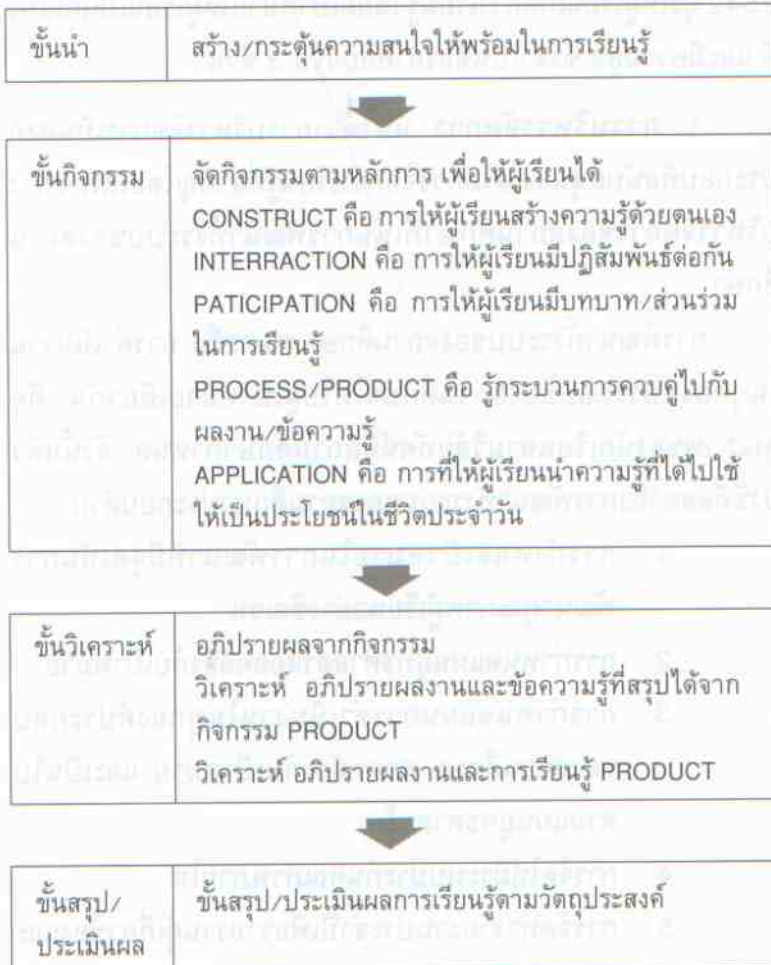 ขั้นนำ
สร้าง/กระตุ้นความสนใจให้พร้อมในการเรียนรู้
ขั้นกิจกรรม
จัดกิจกรรมตามหลักการ เพื่อให้ผู้เรียนได้
CONSTRUCT คือ การให้ผู้เรียนสร้างความรู้ด้วยตนเอง
INTERRACTION คือ การให้ผู้เรียนมีปฏิสัมพันธ์ต่อกัน
PATICIPATION คือ การให้ผู้เรียนมีบทบาท/ส่วนร่วม
ในการเรียนรู้
PROCESS/PRODUCT คือ รู้กระบวนการควบคู่ไปกับ
ผลงาน/ข้อความรู้
APPLICATION คือ การที่ให้ผู้เรียนนำความรู้ที่ได้ไปใช้
ให้เป็นประโยชน์ในชีวิตประจำวัน
ขั้นวิเคราะห์
อภิปรายผลจากกิจกรรม
วิเคราะห์ อภิปรายผลงานและข้อความรู้ที่สรุปได้จาก
กิจกรรม PRODUCT
วิเคราะห์ อภิปรายผลงานและการเรียนรู้ PRODUCT
ขั้นสรุป/
ประเมินผล
ขั้นสรุป/ประเมินผลการเรียนรู้ตามวัตถุประสงค์